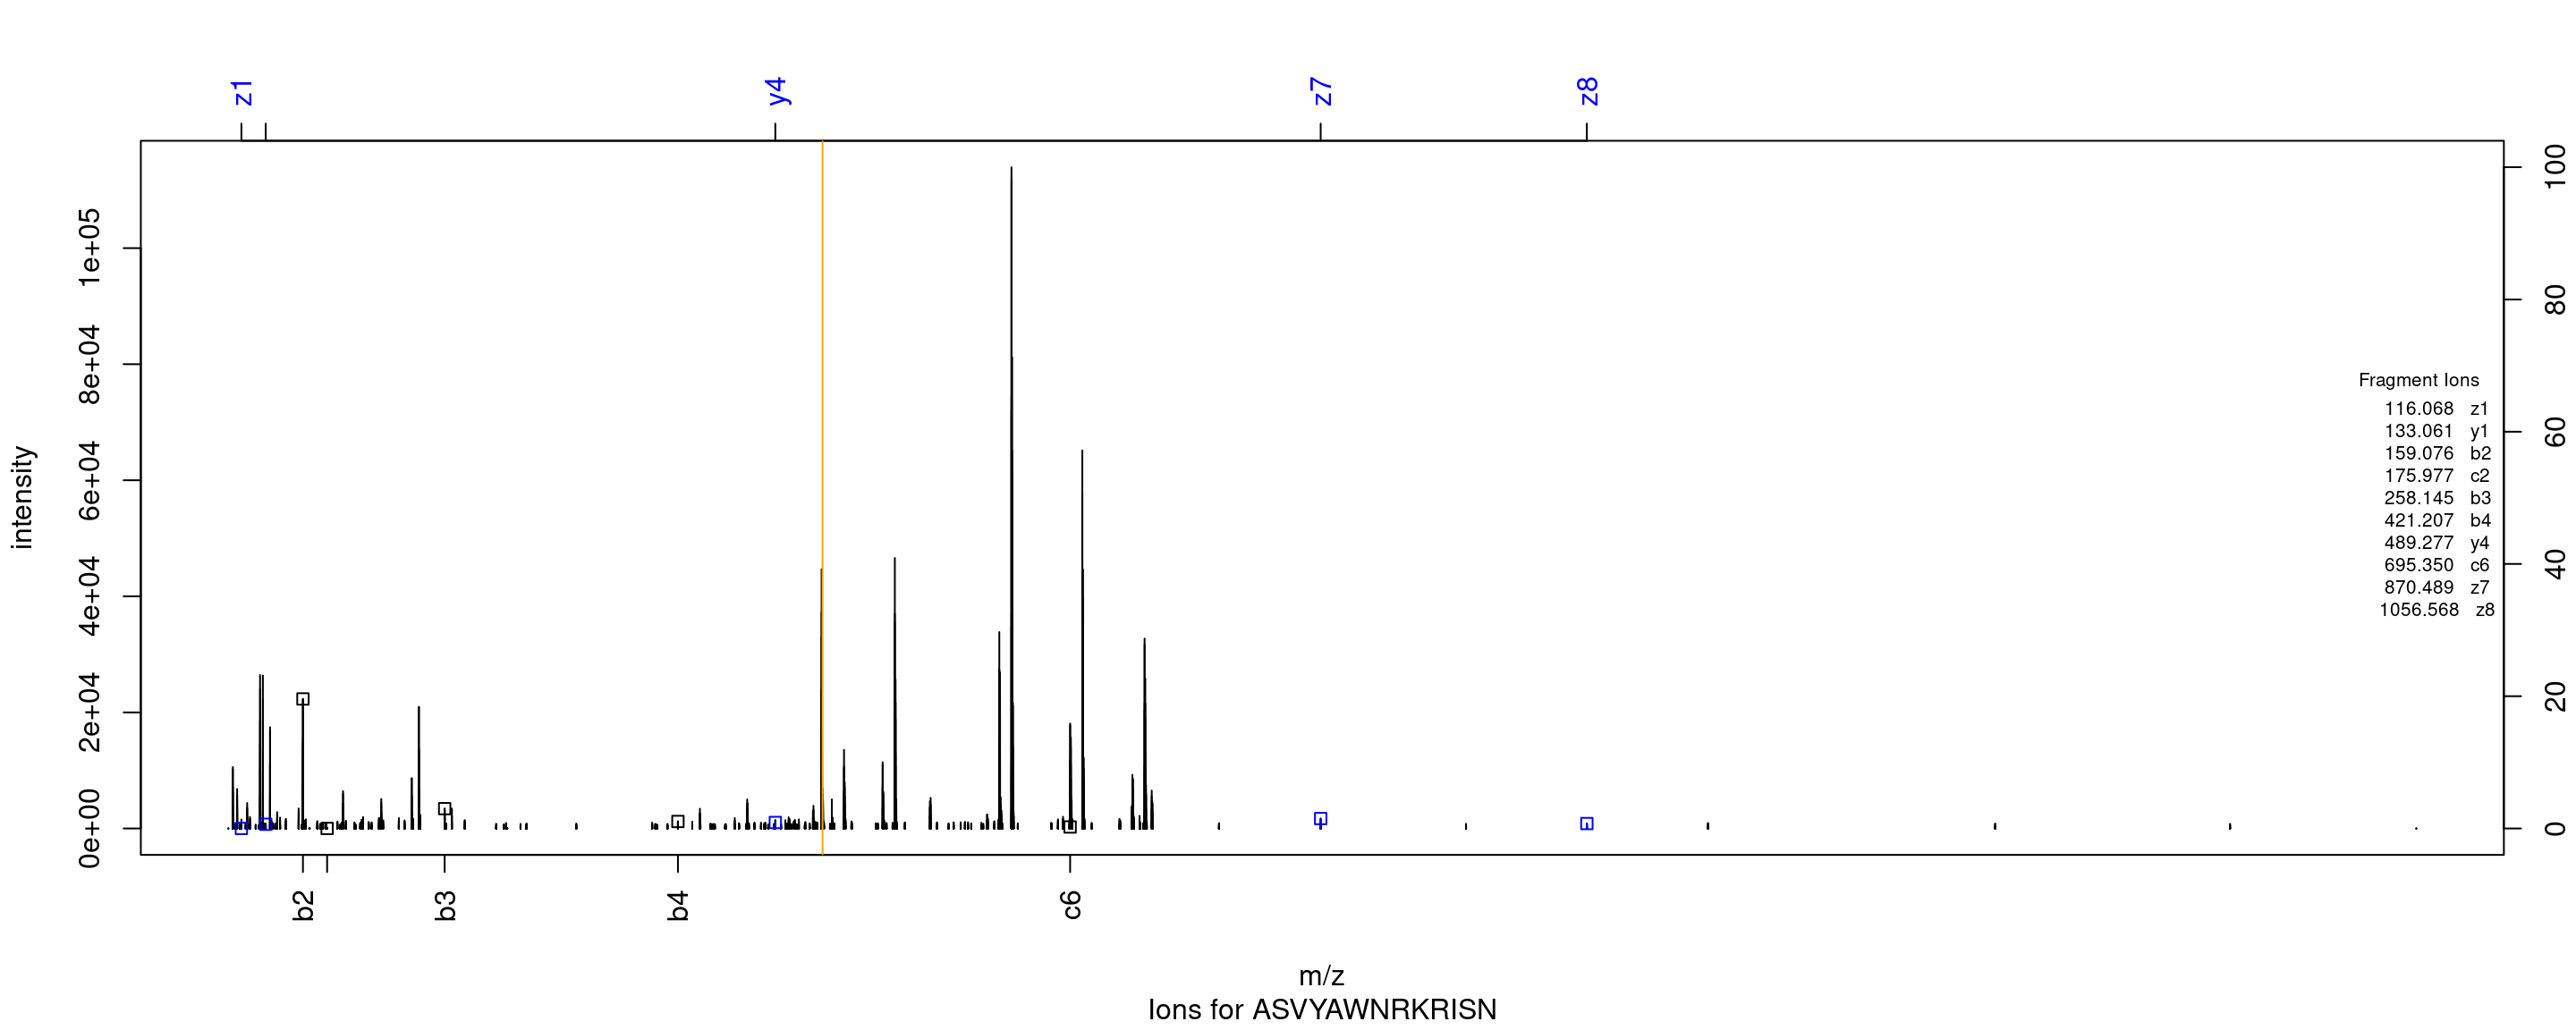 z1 y4 z7 z8
intensity
0e+00 2e+04 4e+04 6e+04 8e+04 1e+05
0 20 40 60 80 100
Fragment Ions
116.068 z1
133.061 y1
159.076 b2
175.977 c2
258.145 b3
421.207 b4
489.277 y4
695.350 c6
870.489 z7
1056.568 z8
b2 b3 b4 c6
m/z
Ions for ASVYAWNRKRISN